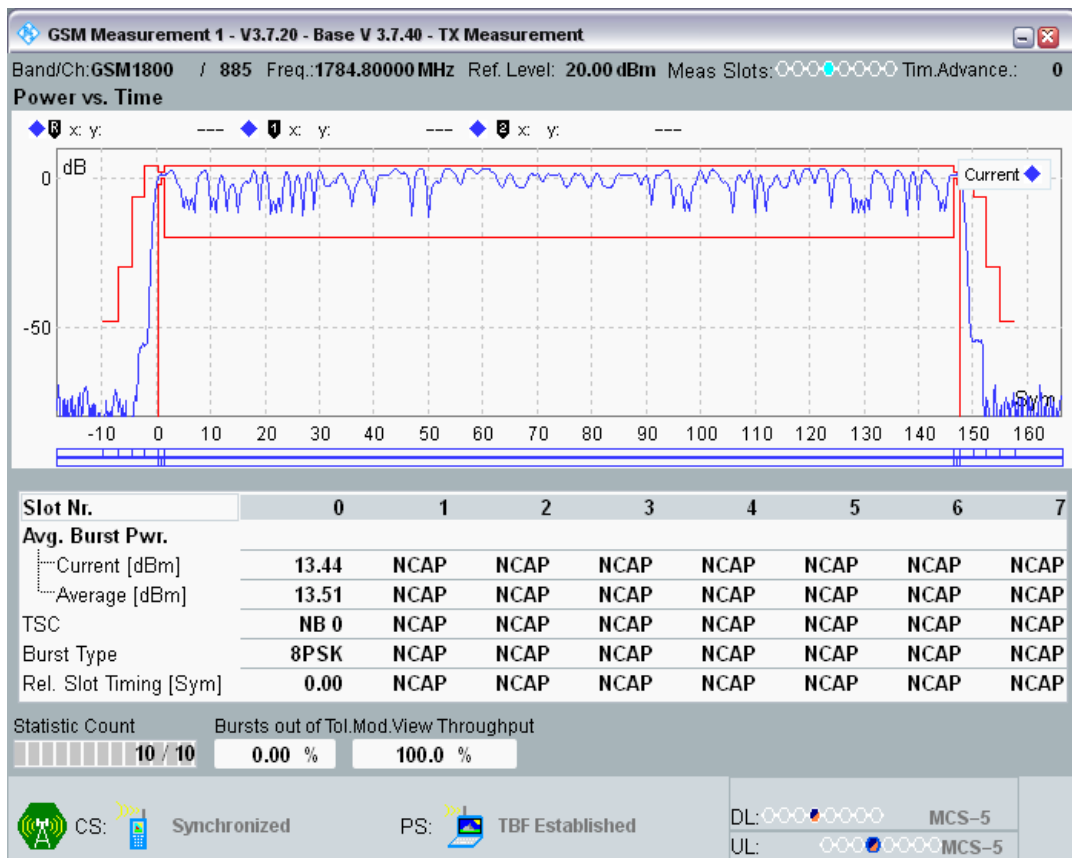 GSM Measurement 1 - V3.7.20 - Base V 3.7.40 - TX Measurement
Band/Ch:GSM1800 / 885 Freq.:1784.80000 MHz Ref. Level: 20.00 dBm Meas Slots: Tim.Advance.: 0
Power vs. Time
R x: y: --- 1 x: y: --- 2 x: y: ---
dB
Current
0
-50
Sym
-10 0 10 20 30 40 50 60 70 80 90 100 110 120 130 140 150 160
Slot Nr. 0 1 2 3 4 5 6 7
Avg. Burst Pwr.
Current [dBm] 13.44 NCAP NCAP NCAP NCAP NCAP NCAP NCAP
Average [dBm] 13.51 NCAP NCAP NCAP NCAP NCAP NCAP NCAP
TSC NB 0 NCAP NCAP NCAP NCAP NCAP NCAP NCAP
Burst Type 8PSK NCAP NCAP NCAP NCAP NCAP NCAP NCAP
Rel. Slot Timing [Sym] 0.00 NCAP NCAP NCAP NCAP NCAP NCAP NCAP
Statistic Count Bursts out of Tol.Mod.View Throughput
10 / 10 0.00 % 100.0 %
CS: Synchronized PS: TBF Established
DL: MCS-5
UL: MCS-5